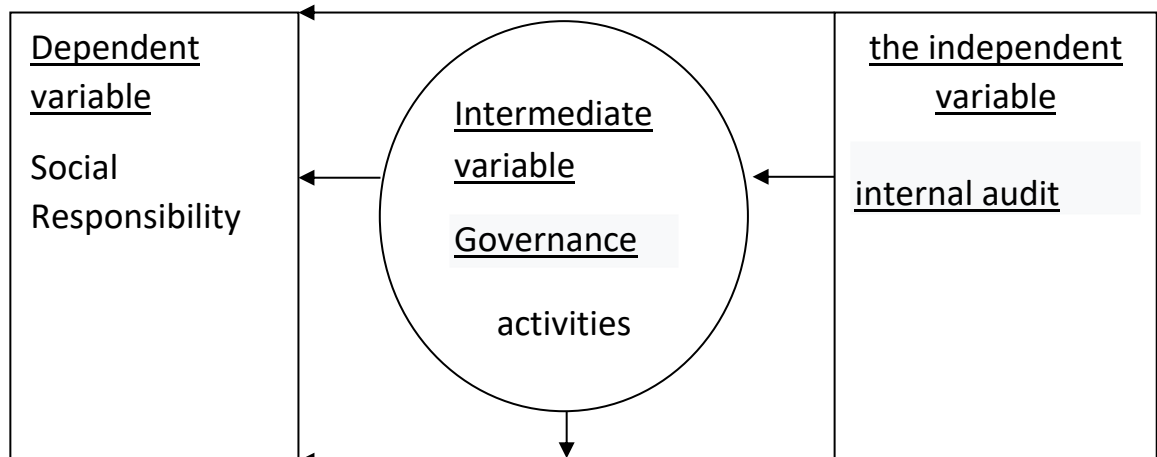 Dependent
variable
Social
Responsibility
Intermediate
variable
Governance
activities
the independent
variable
internal audit